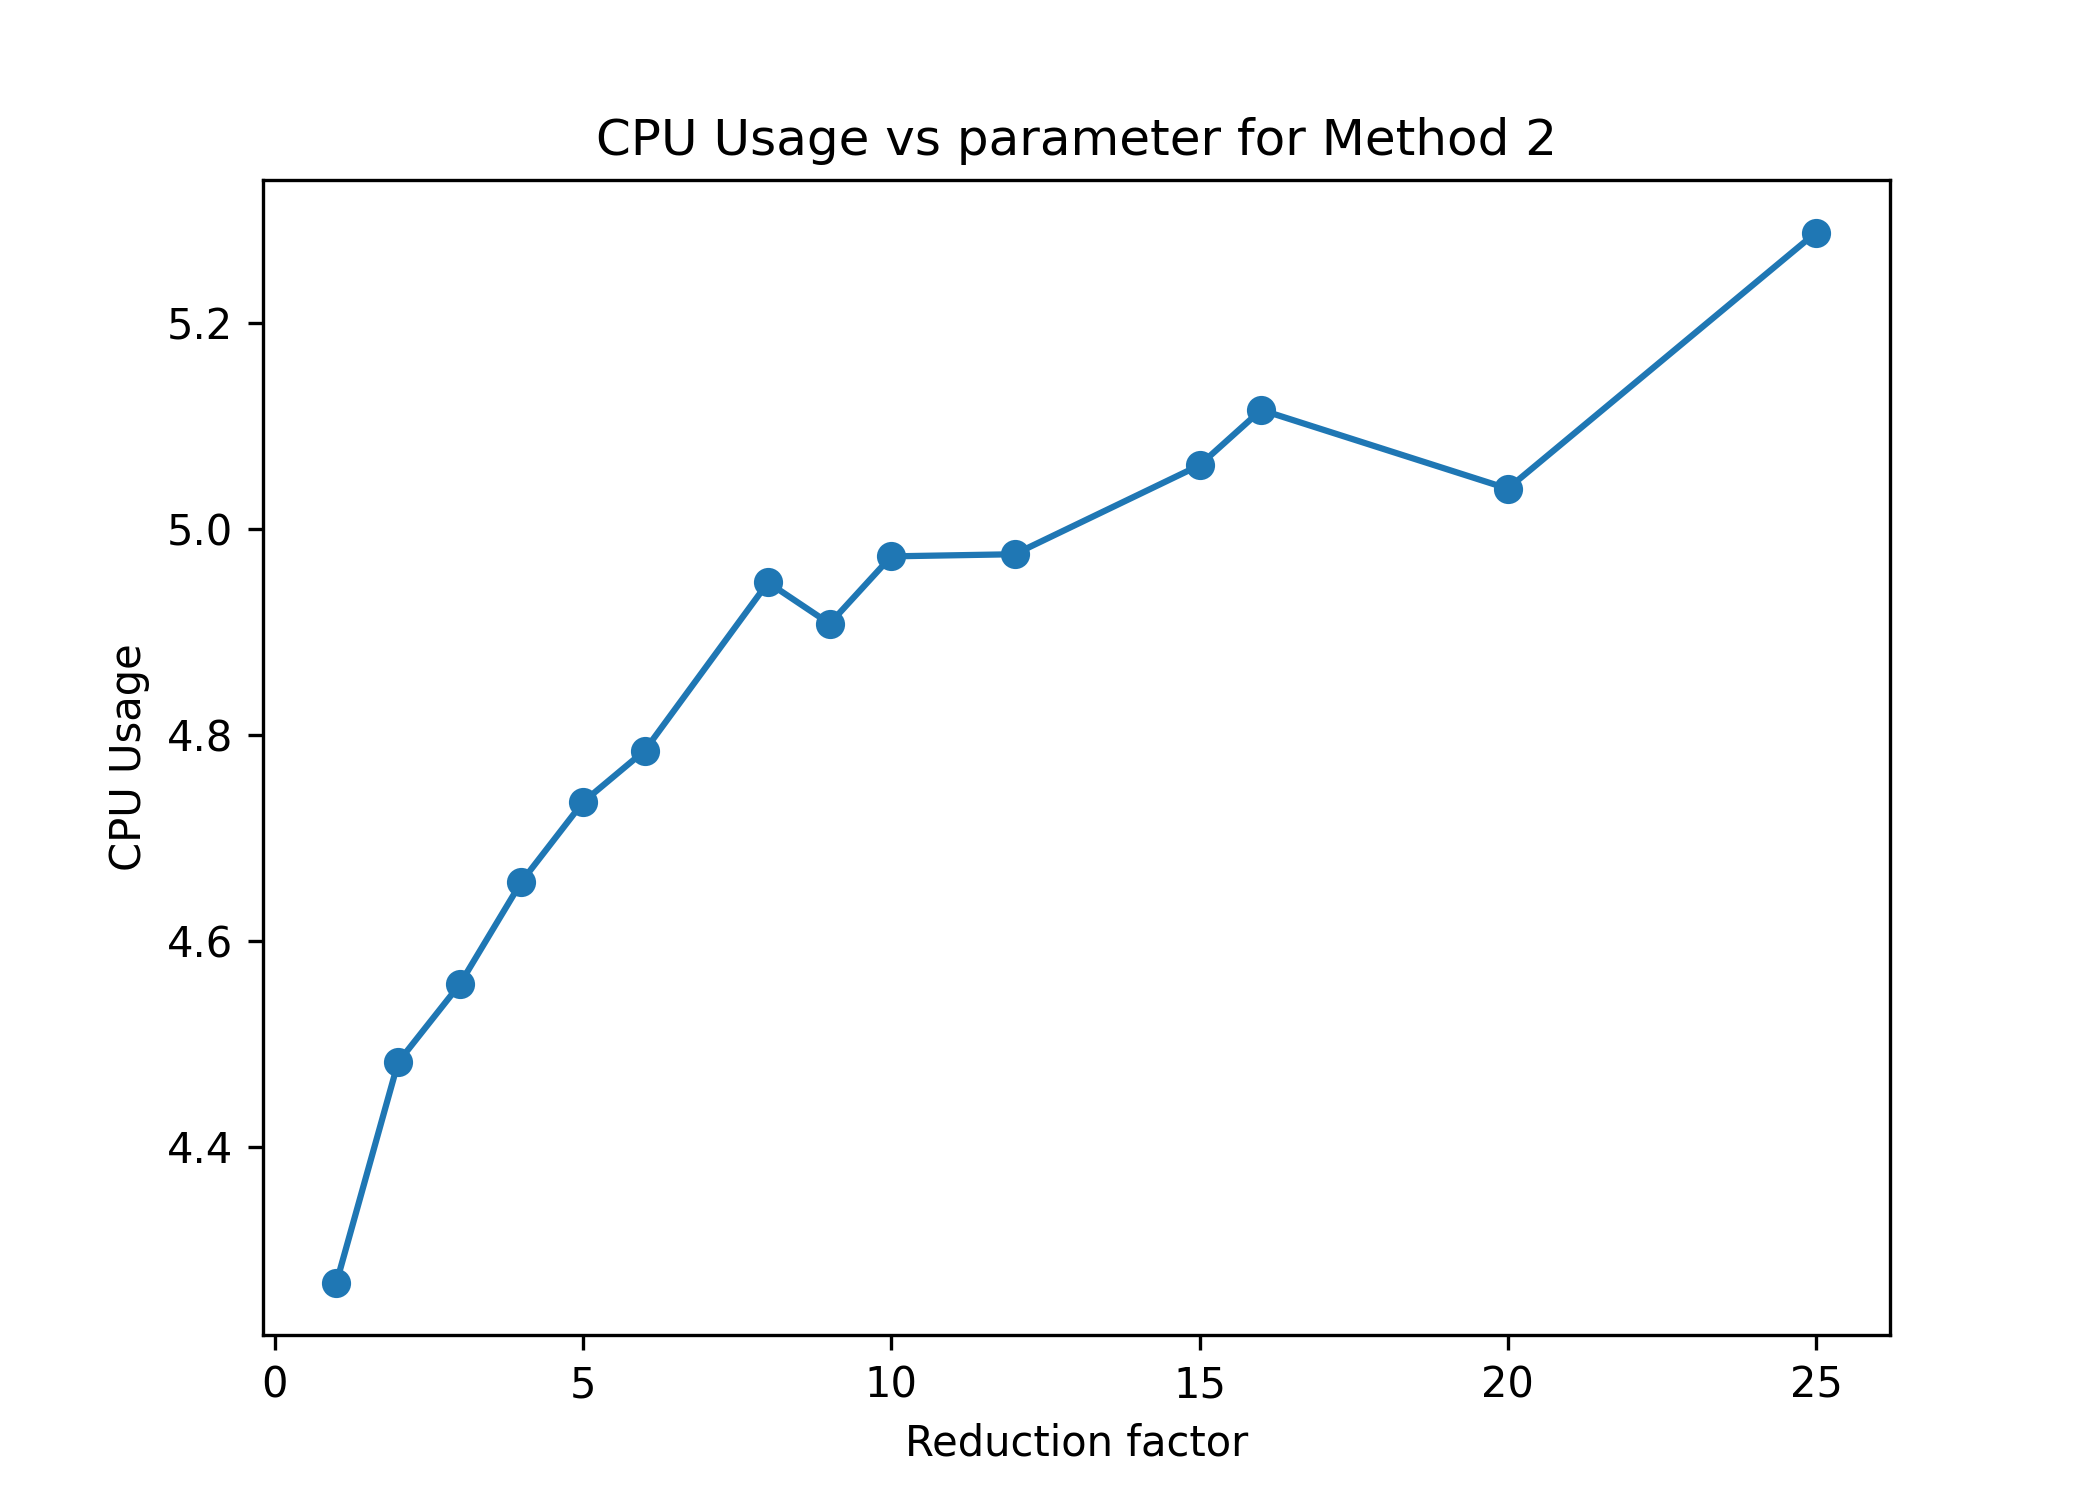 CPU Usage vs parameter for Method 2
CPU Usage
5.2
5.0
4.8
4.6
4.4
0 5 10 15 20 25
Reduction factor